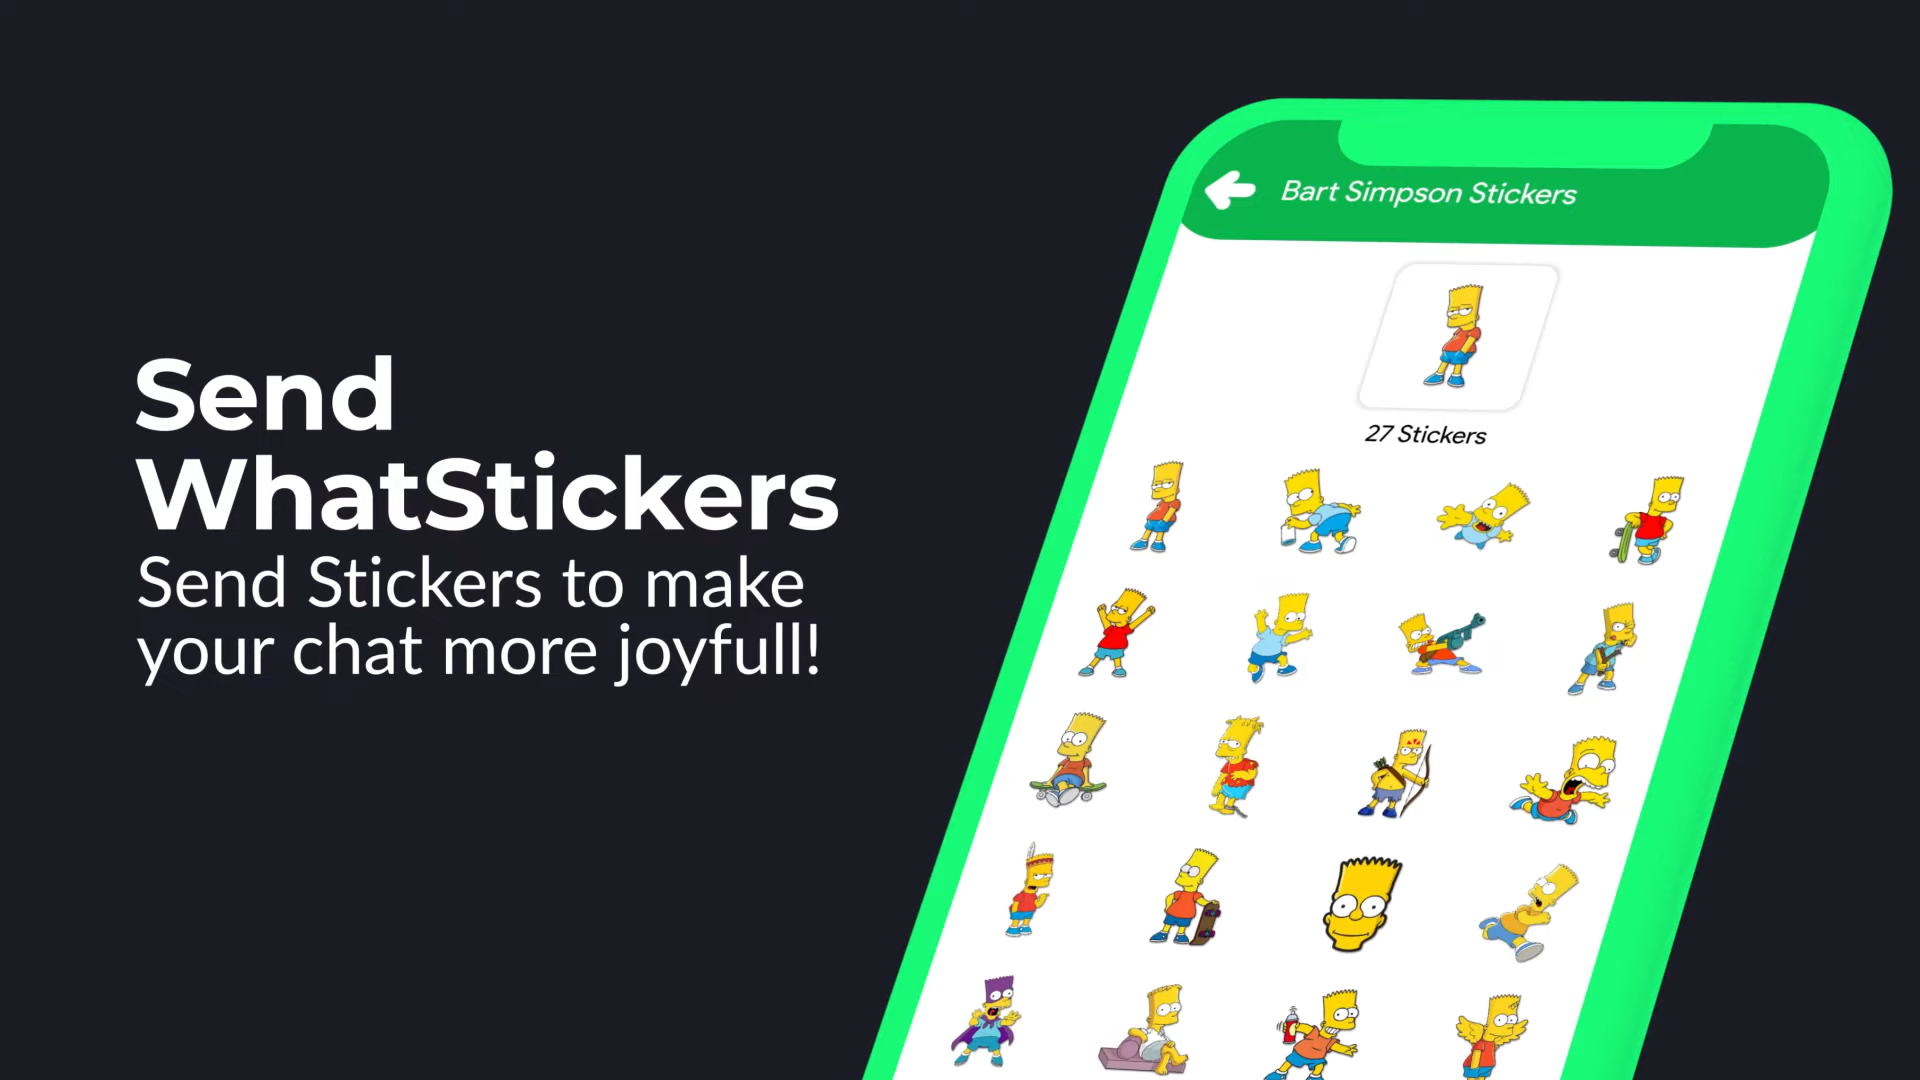 Send
WhatStickers
Send Stickers to make
your chat more joyfull!
Bart Simpson Stickers
27 Stickers